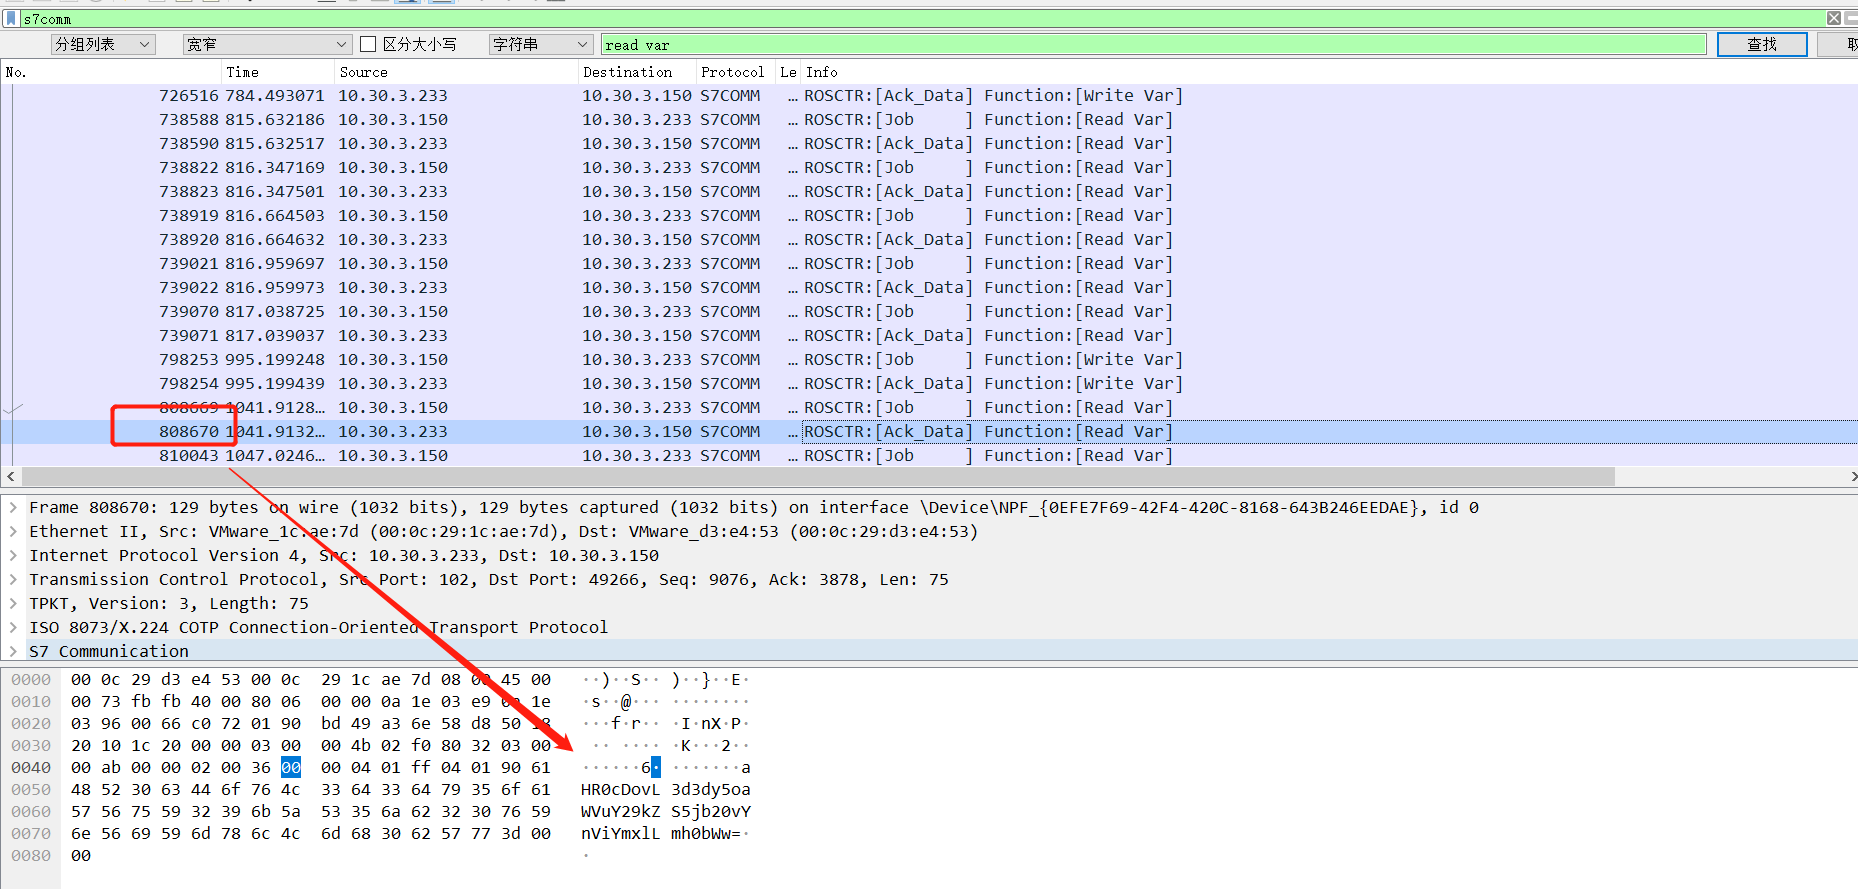 s7comm
分组列表 宽窄 区分大小写 字符串 read var 查找
No. Time Source Destination Protocol Le Info
726516 784.493071 10.30.3.233 10.30.3.150 S7COMM … ROSCTR:[Ack_Data] Function:[Write Var]
738588 815.632186 10.30.3.150 10.30.3.233 S7COMM … ROSCTR:[Job     ] Function:[Read Var]
738590 815.632517 10.30.3.233 10.30.3.150 S7COMM … ROSCTR:[Ack_Data] Function:[Read Var]
738822 816.347169 10.30.3.150 10.30.3.233 S7COMM … ROSCTR:[Job     ] Function:[Read Var]
738823 816.347501 10.30.3.233 10.30.3.150 S7COMM … ROSCTR:[Ack_Data] Function:[Read Var]
738919 816.664503 10.30.3.150 10.30.3.233 S7COMM … ROSCTR:[Job     ] Function:[Read Var]
738920 816.664632 10.30.3.233 10.30.3.150 S7COMM … ROSCTR:[Ack_Data] Function:[Read Var]
739021 816.959697 10.30.3.150 10.30.3.233 S7COMM … ROSCTR:[Job     ] Function:[Read Var]
739022 816.959973 10.30.3.233 10.30.3.150 S7COMM … ROSCTR:[Ack_Data] Function:[Read Var]
739070 817.038725 10.30.3.150 10.30.3.233 S7COMM … ROSCTR:[Job     ] Function:[Read Var]
739071 817.039037 10.30.3.233 10.30.3.150 S7COMM … ROSCTR:[Ack_Data] Function:[Read Var]
798253 995.199248 10.30.3.150 10.30.3.233 S7COMM … ROSCTR:[Job     ] Function:[Write Var]
798254 995.199439 10.30.3.233 10.30.3.150 S7COMM … ROSCTR:[Ack_Data] Function:[Write Var]
808669 1041.9128… 10.30.3.150 10.30.3.233 S7COMM … ROSCTR:[Job     ] Function:[Read Var]
808670 1041.9132… 10.30.3.233 10.30.3.150 S7COMM … ROSCTR:[Ack_Data] Function:[Read Var]
810043 1047.0246… 10.30.3.150 10.30.3.233 S7COMM … ROSCTR:[Job     ] Function:[Read Var]
Frame 808670: 129 bytes on wire (1032 bits), 129 bytes captured (1032 bits) on interface \Device\NPF_{0EFE7F69-42F4-420C-8168-643B246EEDAE}, id 0
Ethernet II, Src: VMware_1c:ae:7d (00:0c:29:1c:ae:7d), Dst: VMware_d3:e4:53 (00:0c:29:d3:e4:53)
Internet Protocol Version 4, Src: 10.30.3.233, Dst: 10.30.3.150
Transmission Control Protocol, Src Port: 102, Dst Port: 49266, Seq: 9076, Ack: 3878, Len: 75
TPKT, Version: 3, Length: 75
ISO 8073/X.224 COTP Connection-Oriented Transport Protocol
S7 Communication
0000 00 0c 29 d3 e4 53 00 0c 29 1c ae 7d 08 00 45 00 ··)··S·· )··}··E·
0010 00 73 fb fb 40 00 80 06 00 00 0a 1e 03 e9 0a 1e ·s··@··· ········
0020 03 96 00 66 c0 72 01 90 bd 49 a3 6e 58 d8 50 18 ···f·r·· ·I·nX·P·
0030 20 10 1c 20 00 00 03 00 00 4b 02 f0 80 32 03 00 ·· ···· ·K···2··
0040 00 ab 00 00 02 00 36 00 00 04 01 ff 04 01 90 61 ······6· ·······a
0050 48 52 30 63 44 6f 76 4c 33 64 33 64 79 35 6f 61 HR0cDovL 3d3dy5oa
0060 57 56 75 59 32 39 6b 5a 53 35 6a 62 32 30 76 59 WVuY29kZ S5jb20vY
0070 6e 56 69 59 6d 78 6c 4c 6d 68 30 62 57 77 3d 00 nViYmxlL mh0bWw=·
0080 00 ·